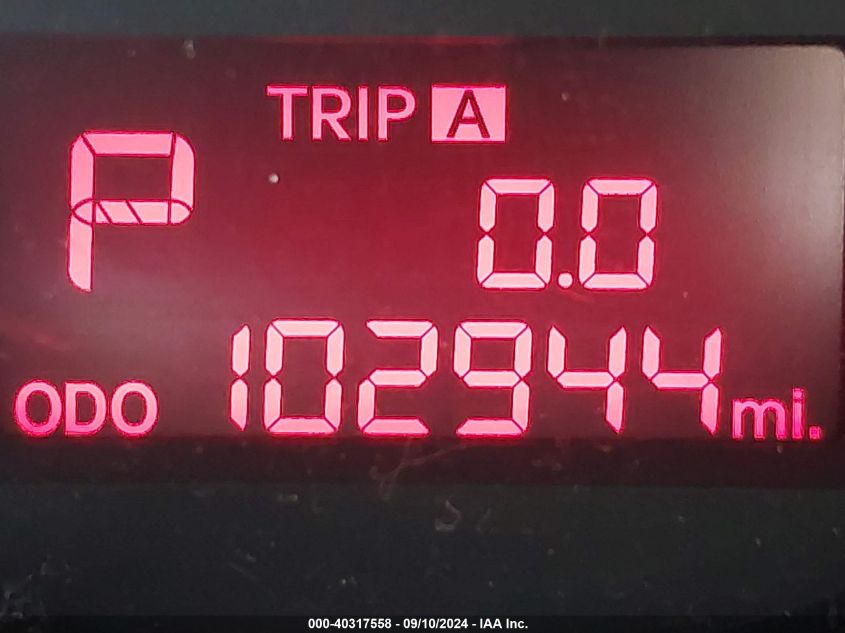 TRIP A
P
0.0
ODO 102944 mi.
000-40317558 - 09/10/2024 - IAA Inc.